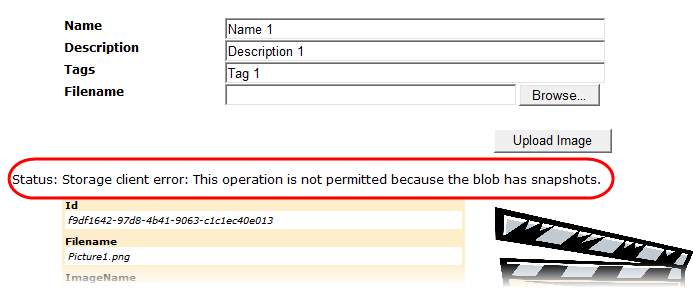 Name Name 1
Description Description 1
Tags Tag 1
Filename Browse...
Upload Image
Status: Storage client error: This operation is not permitted because the blob has snapshots.
Id
f9df1642-97d8-4b41-9063-c1c1ec40e013
Filename
Picture1.png
ImageName